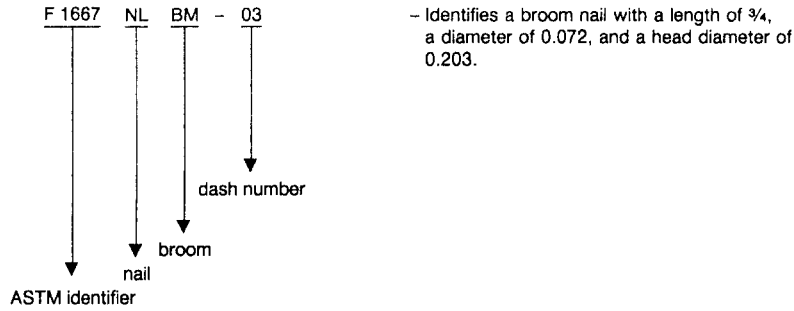 F 1667 NL BM - 03
– Identifies a broom nail with a length of ¾,
a diameter of 0.072, and a head diameter of
0.203.
dash number
broom
nail
ASTM identifier